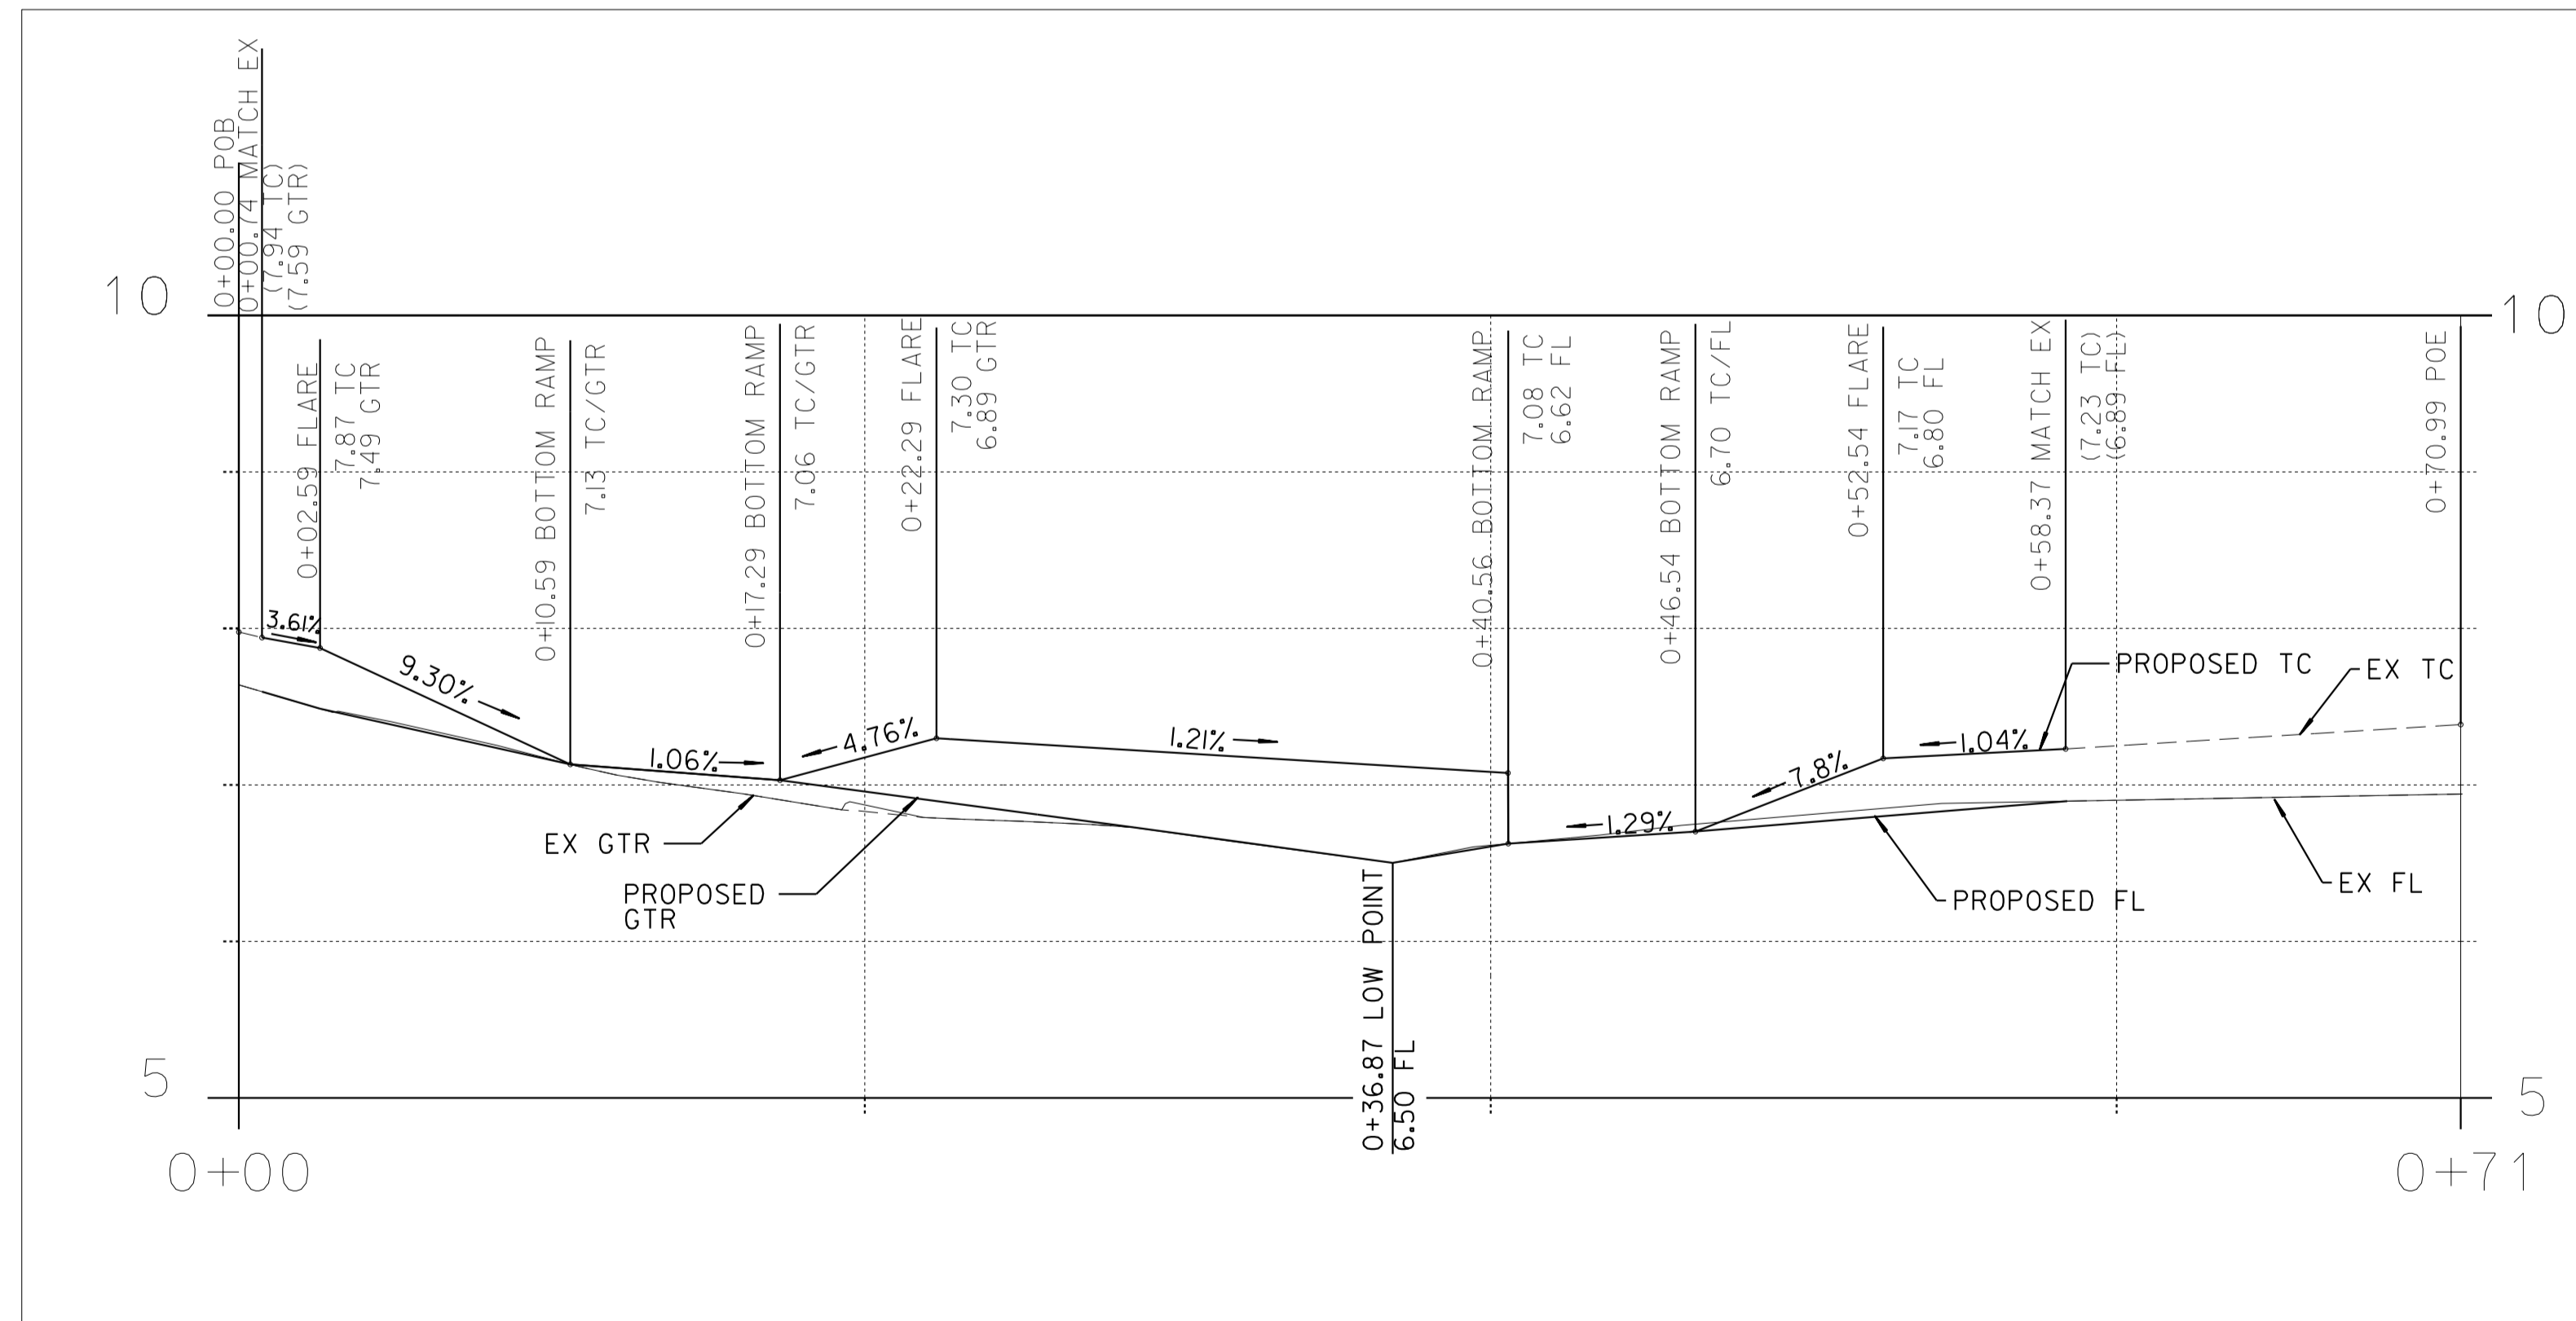 0+00.00 POB
0+00.74 MATCH EX
(7.94 TC)
(7.59 GTR)
10
10
0+02.59 FLARE
7.87 TC
7.49 GTR
0+10.59 BOTTOM RAMP
7.13 TC/GTR
0+17.29 BOTTOM RAMP
7.06 TC/GTR
0+22.29 FLARE
7.30 TC
6.89 GTR
0+40.56 BOTTOM RAMP
7.08 TC
6.62 FL
0+46.54 BOTTOM RAMP
6.70 TC/FL
0+52.54 FLARE
7.17 TC
6.80 FL
0+58.37 MATCH EX
(7.23 TC)
(6.89 FL)
0+70.99 POE
3.61%
9.30%
1.06%
4.76%
1.21%
1.29%
7.8%
1.04%
PROPOSED TC
EX TC
EX GTR
PROPOSED
GTR
PROPOSED FL
EX FL
0+36.87 LOW POINT
6.50 FL
5
5
0+00
0+71